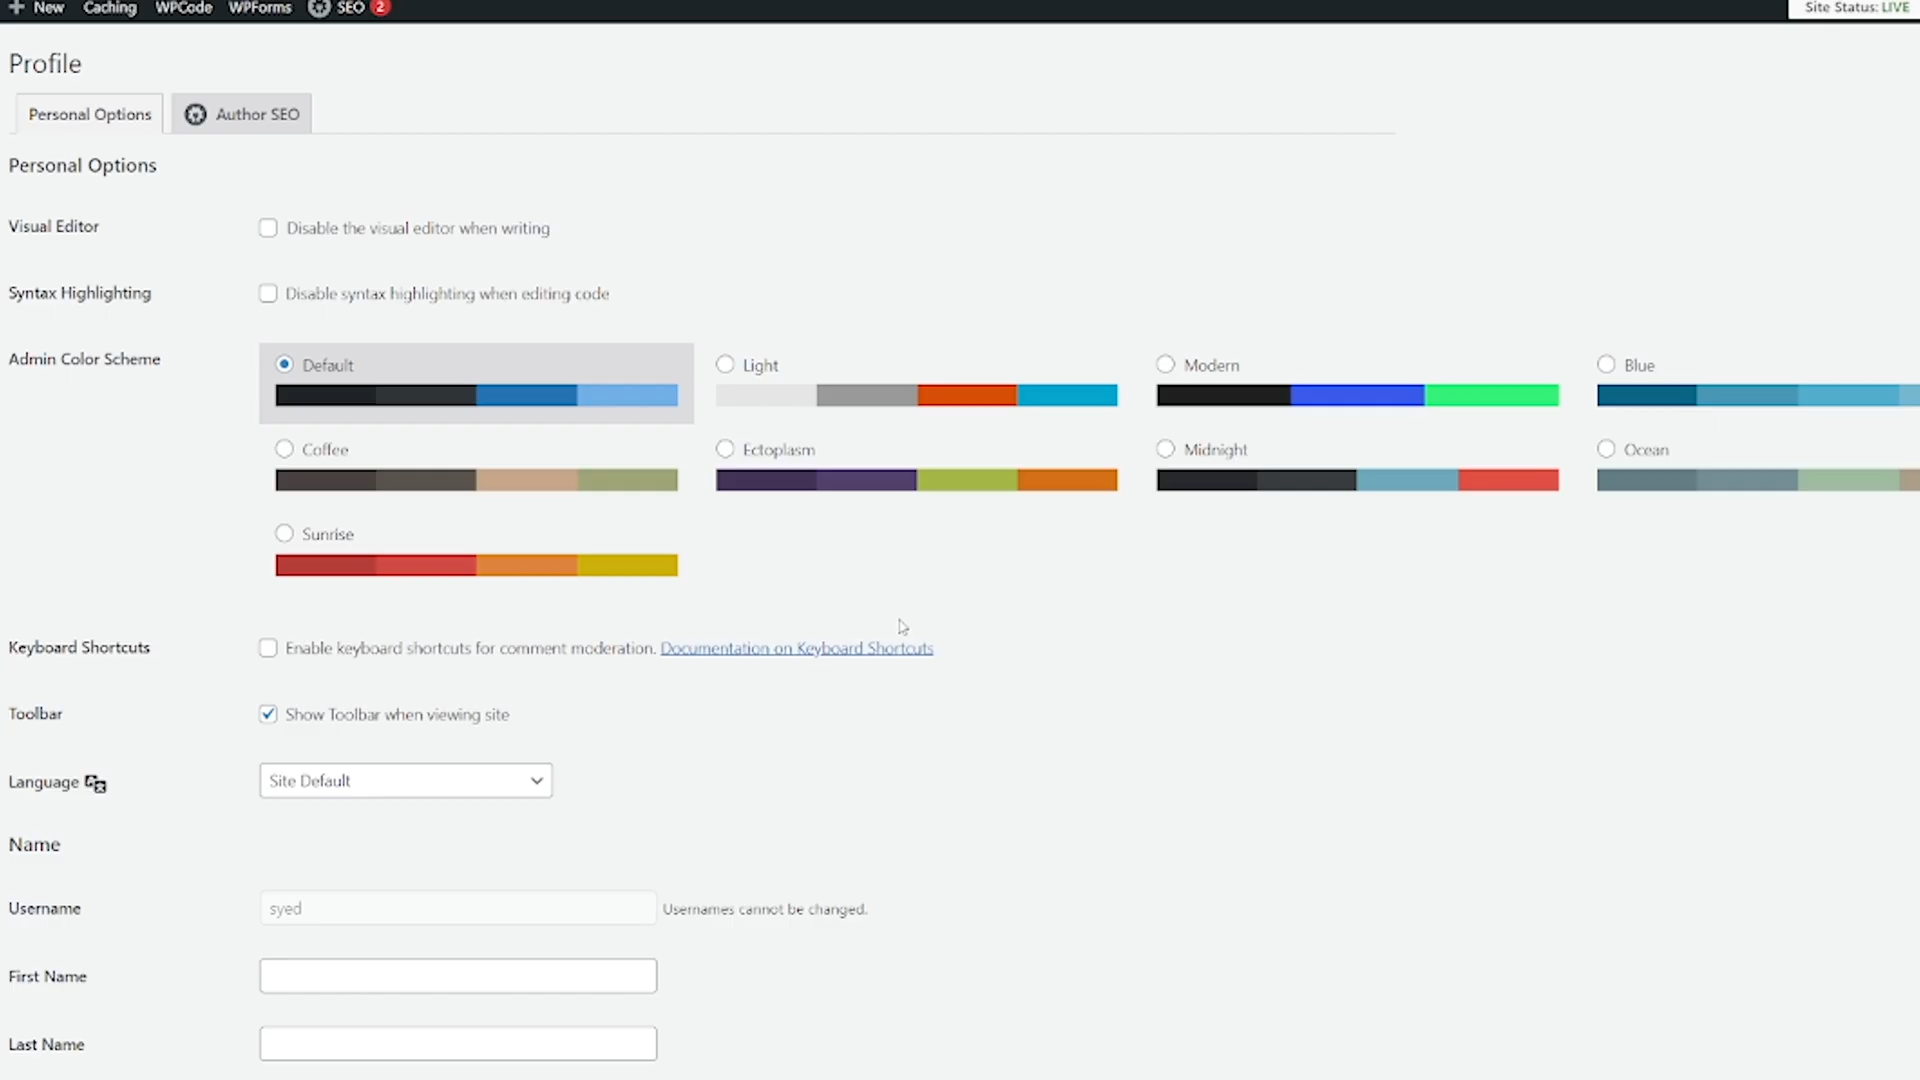 New Caching WPCode WPForms SEO 2 Site Status: LIVE
Profile
Personal Options Author SEO
Personal Options
Visual Editor Disable the visual editor when writing
Syntax Highlighting Disable syntax highlighting when editing code
Admin Color Scheme Default Light Modern Blue
Coffee Ectoplasm Midnight Ocean
Sunrise
Keyboard Shortcuts Enable keyboard shortcuts for comment moderation. Documentation on Keyboard Shortcuts
Toolbar Show Toolbar when viewing site
Language Site Default
Name
Username syed Usernames cannot be changed.
First Name
Last Name